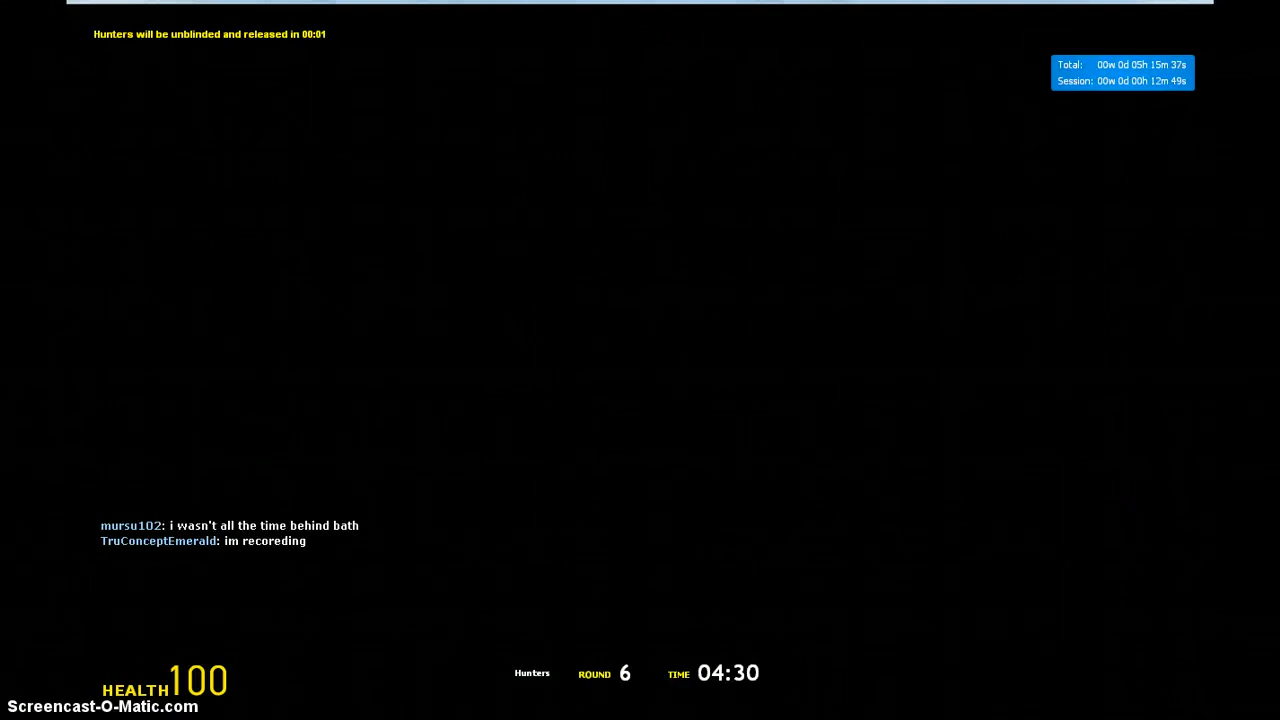 Hunters will be unblinded and released in 00:01
Total: 00w 0d 05h 15m 37s
Session: 00w 0d 00h 12m 49s
mursu102: i wasn't all the time behind bath
TruConceptEmerald: im recoreding
HEALTH 100
Hunters ROUND 6 TIME 04:30
Screencast-O-Matic.com